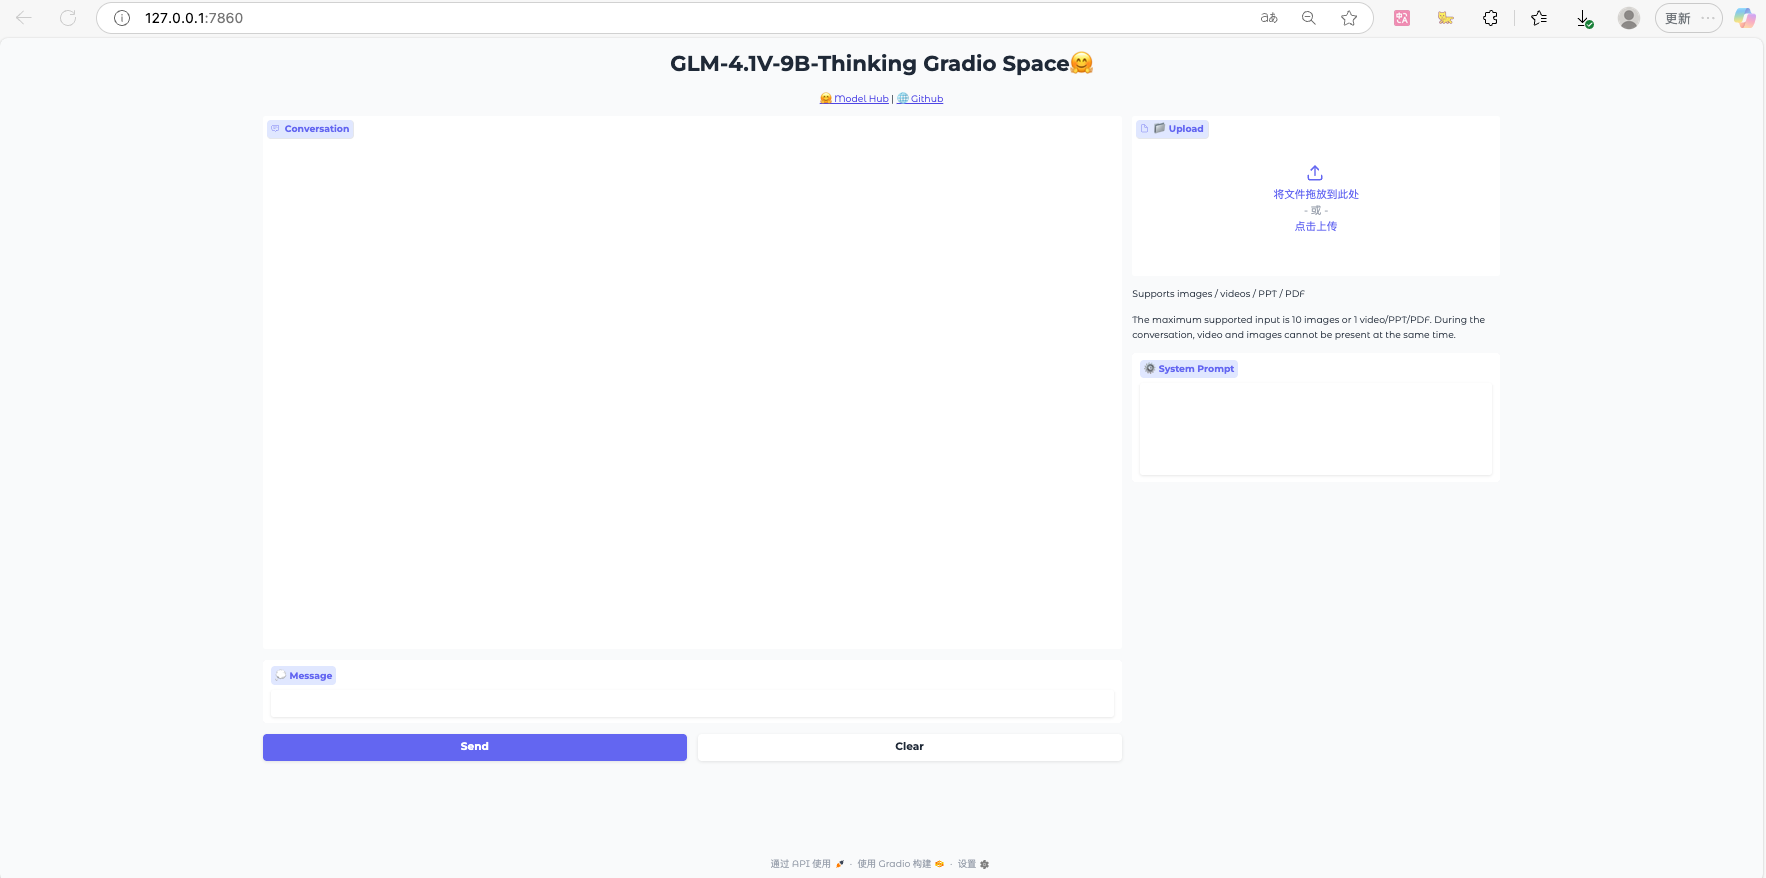 127.0.0.1:7860
aあ
更新
GLM-4.1V-9B-Thinking Gradio Space🤗
🤗 Model Hub | 🌐 Github
Conversation
Upload
将文件拖放到此处
- 或 -
点击上传
Supports images / videos / PPT / PDF
The maximum supported input is 10 images or 1 video/PPT/PDF. During the
conversation, video and images cannot be present at the same time.
System Prompt
Message
Send
Clear
通过 API 使用 · 使用 Gradio 构建 · 设置